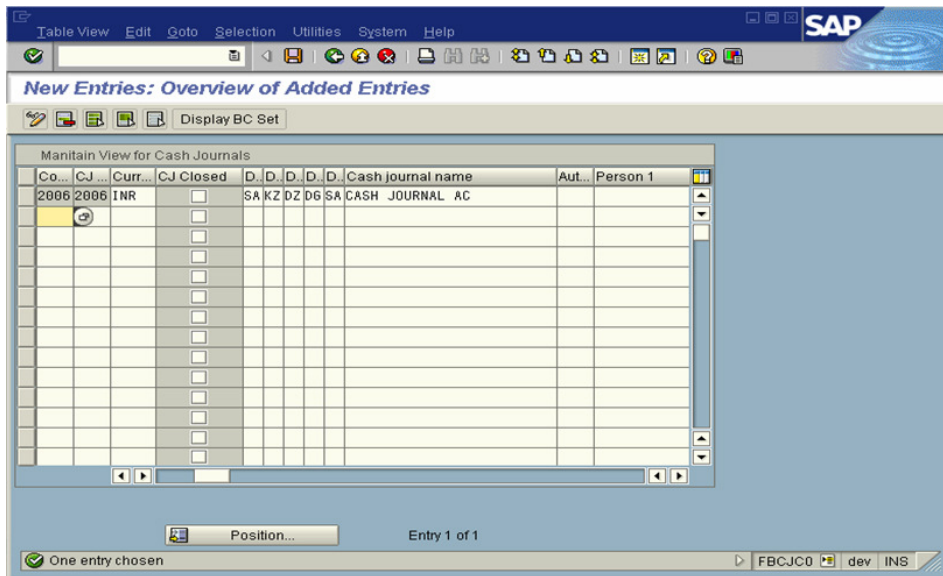 Table View Edit Goto Selection Utilities System Help
SAP
New Entries: Overview of Added Entries
Display BC Set
Manitain View for Cash Journals
Co... CJ ... Curr... CJ Closed D.. D.. D.. D.. D.. Cash journal name Aut... Person 1
2006 2006 INR SA KZ DZ DG SA CASH JOURNAL AC
Position... Entry 1 of 1
One entry chosen FBCJC0 dev INS